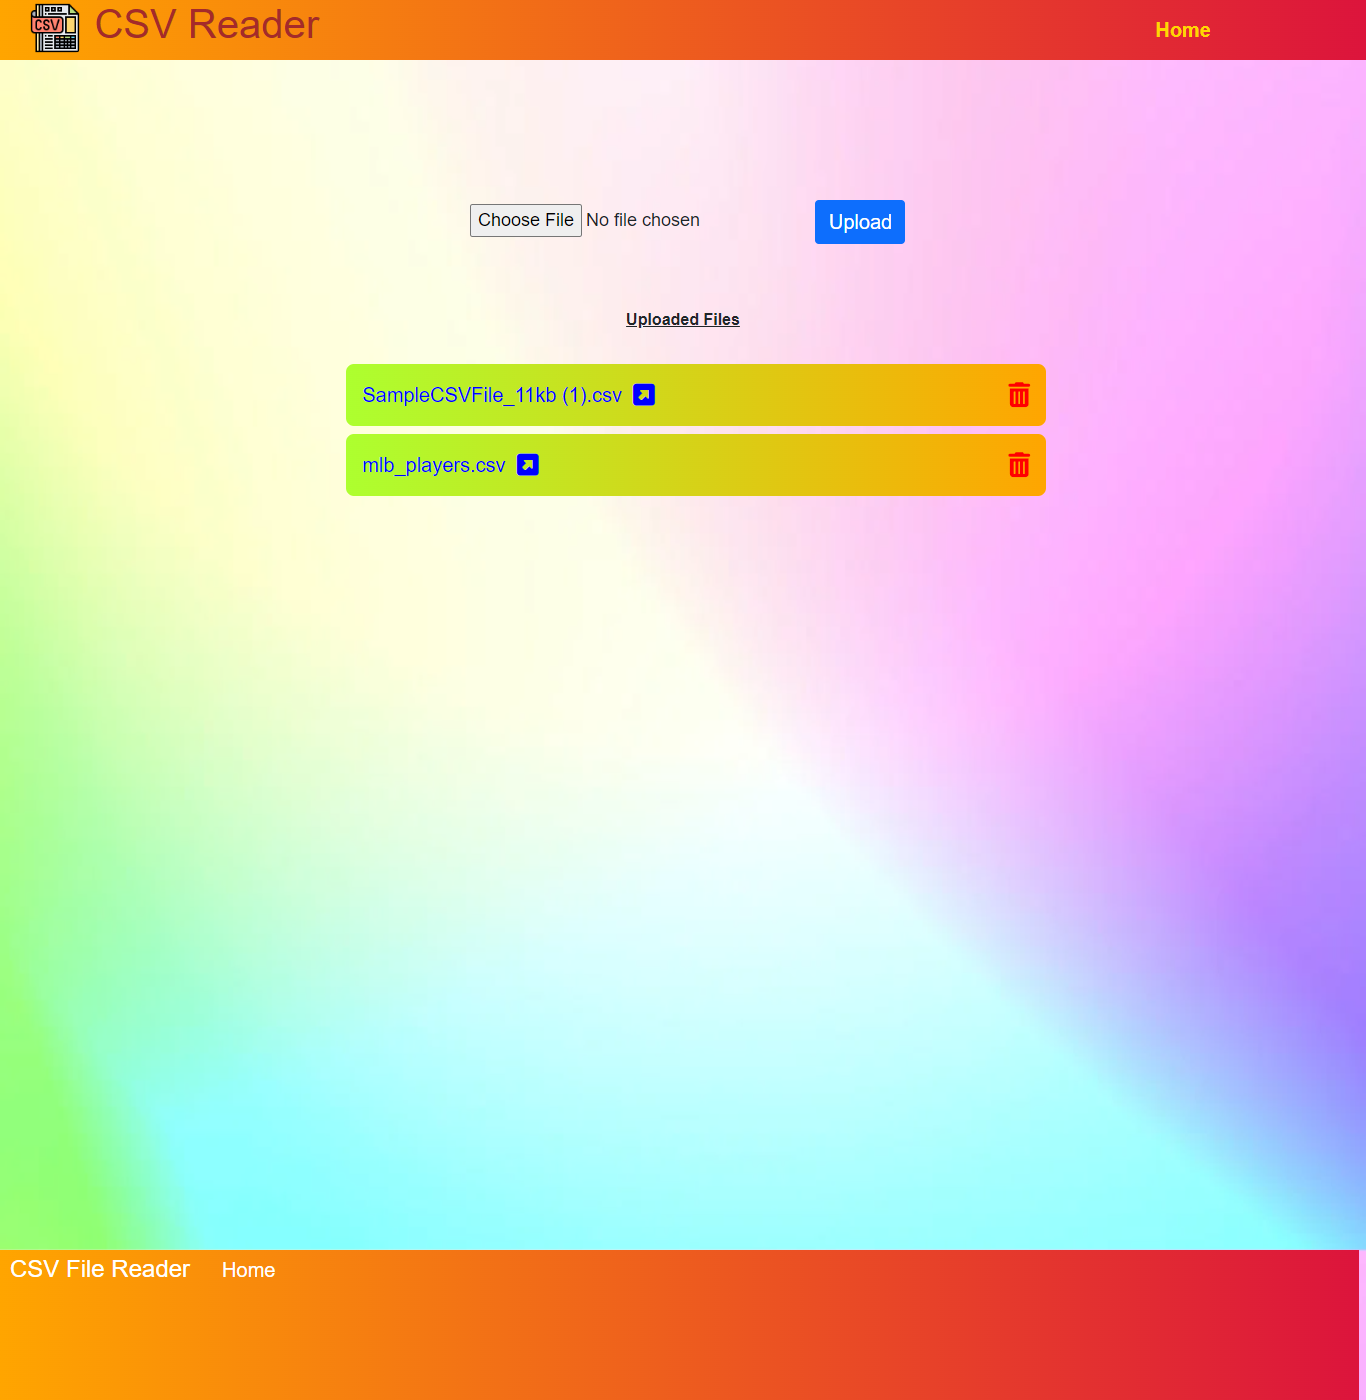 CSV
CSV Reader
Home
Choose File No file chosen
Upload
Uploaded Files
SampleCSVFile_11kb (1).csv
mlb_players.csv
CSV File Reader
Home